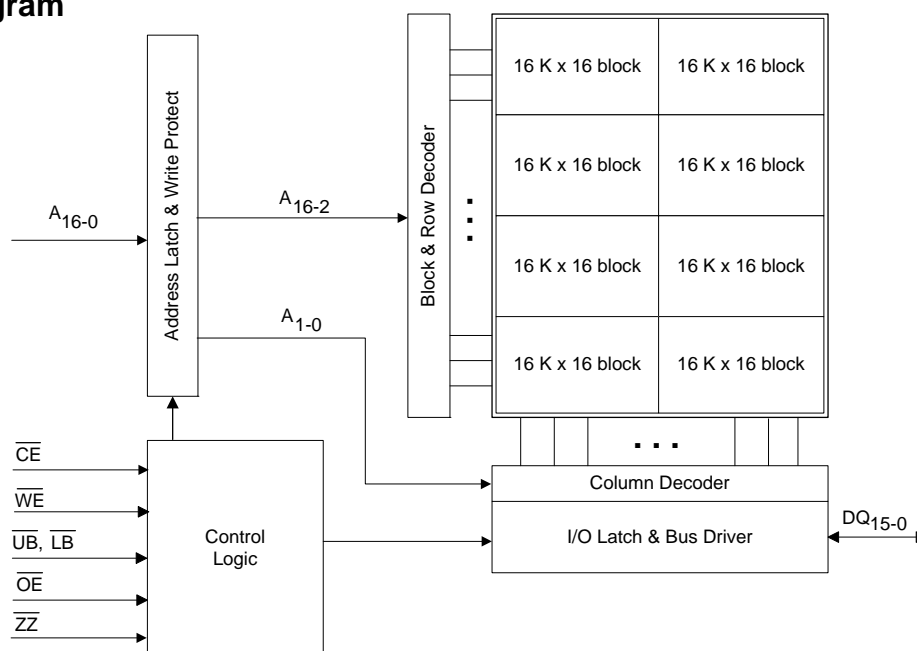 gram
16 K x 16 block 16 K x 16 block
16 K x 16 block 16 K x 16 block
16 K x 16 block 16 K x 16 block
16 K x 16 block 16 K x 16 block
Address Latch & Write Protect
Block & Row Decoder
A16-0
A16-2
A1-0
. . .
. . .
CE
WE
UB, LB
OE
ZZ
Control
Logic
Column Decoder
I/O Latch & Bus Driver
DQ15-0